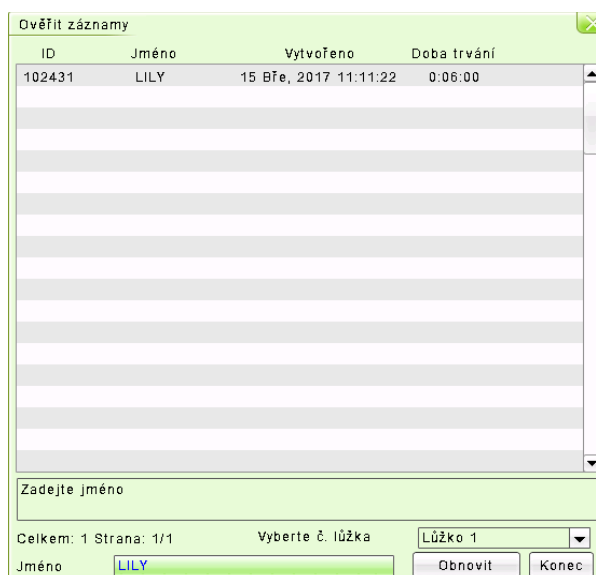 Ověřit záznamy
ID Jméno Vytvořeno Doba trvání
102431 LILY 15 Bře, 2017 11:11:22 0:06:00
Zadejte jméno
Celkem: 1 Strana: 1/1 Vyberte č. lůžka Lůžko 1
Jméno LILY Obnovit Konec